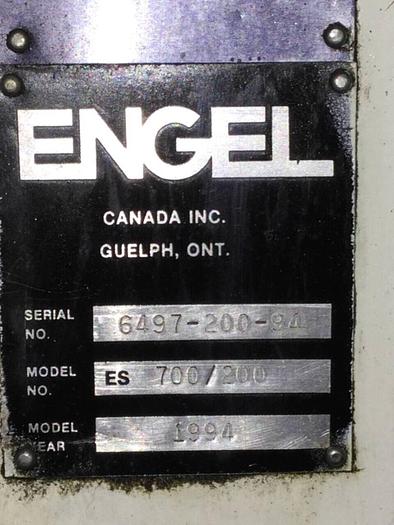 ENGEL
CANADA INC.
GUELPH, ONT.
SERIAL NO. 6497-200-94
MODEL NO. ES 700/200
MODEL YEAR 1994